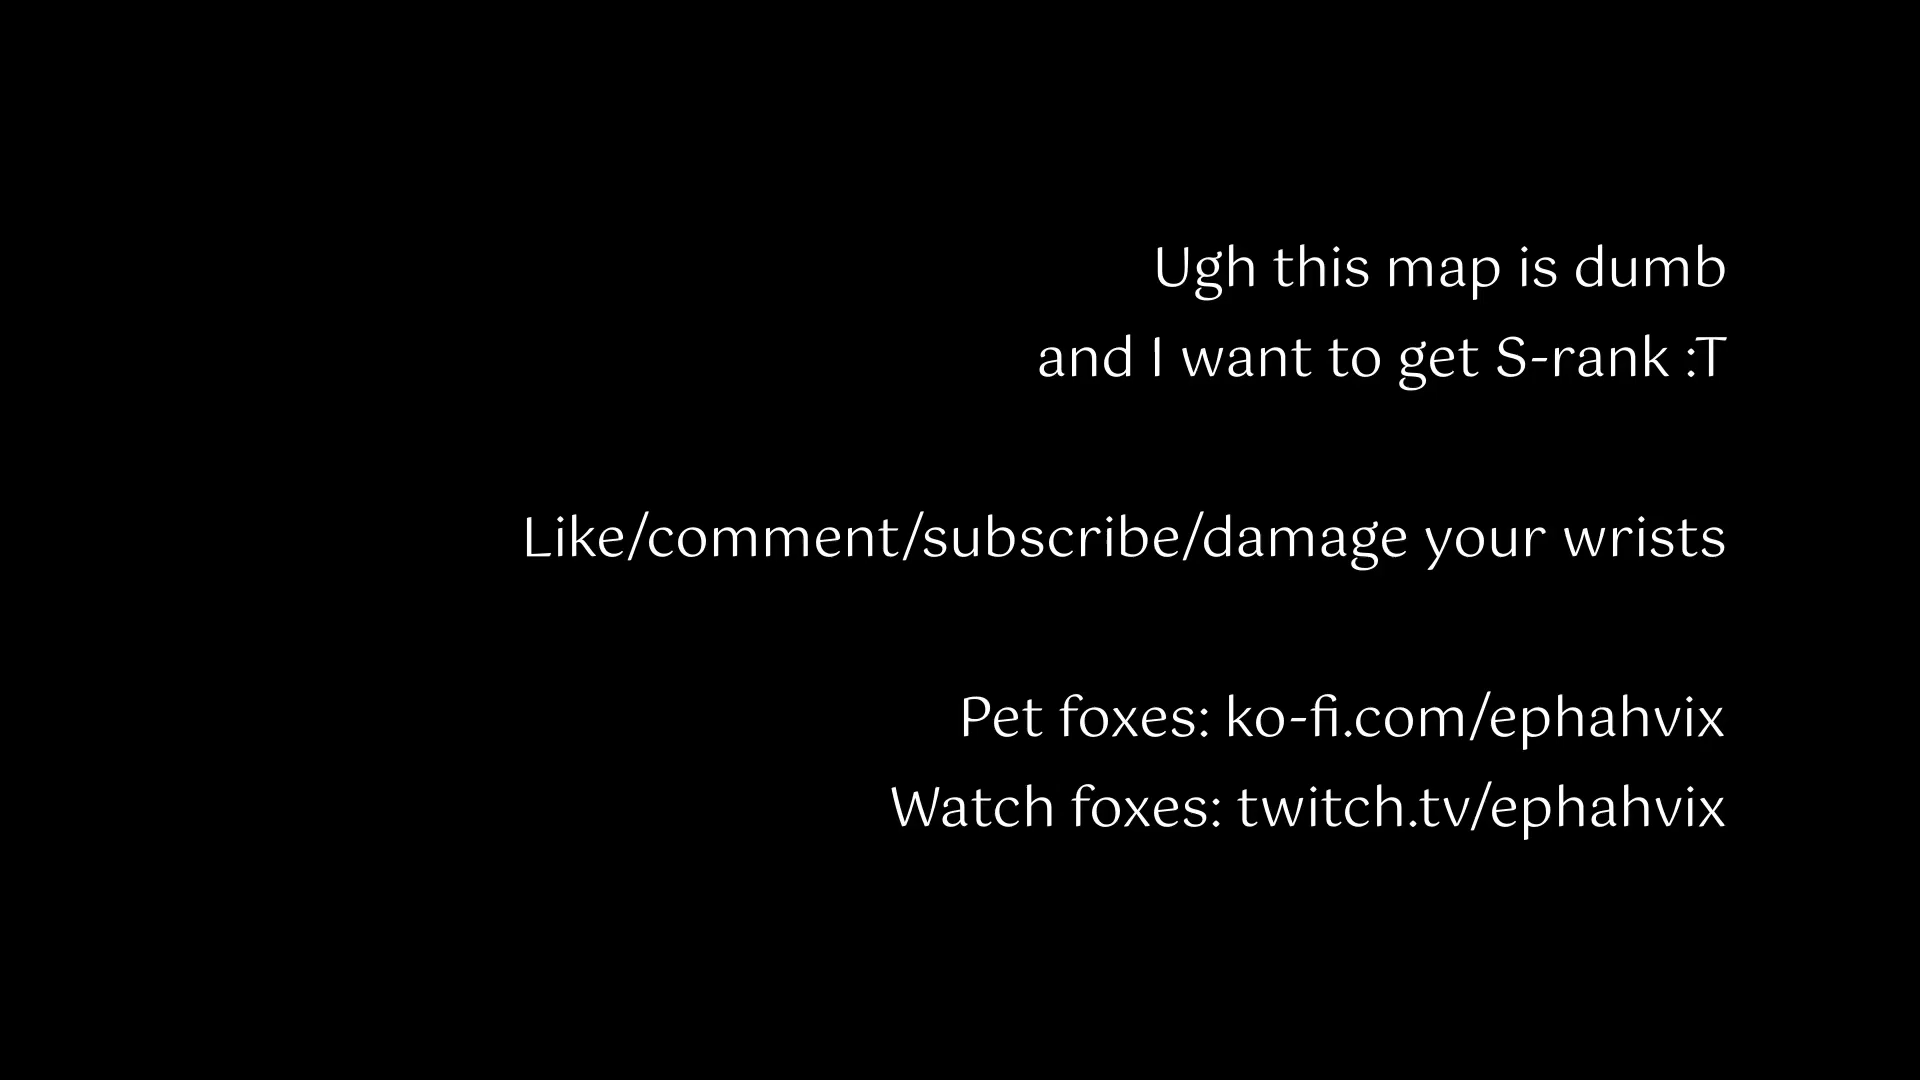 Ugh this map is dumb
and I want to get S-rank :T
Like/comment/subscribe/damage your wrists
Pet foxes: ko-fi.com/ephahvix
Watch foxes: twitch.tv/ephahvix